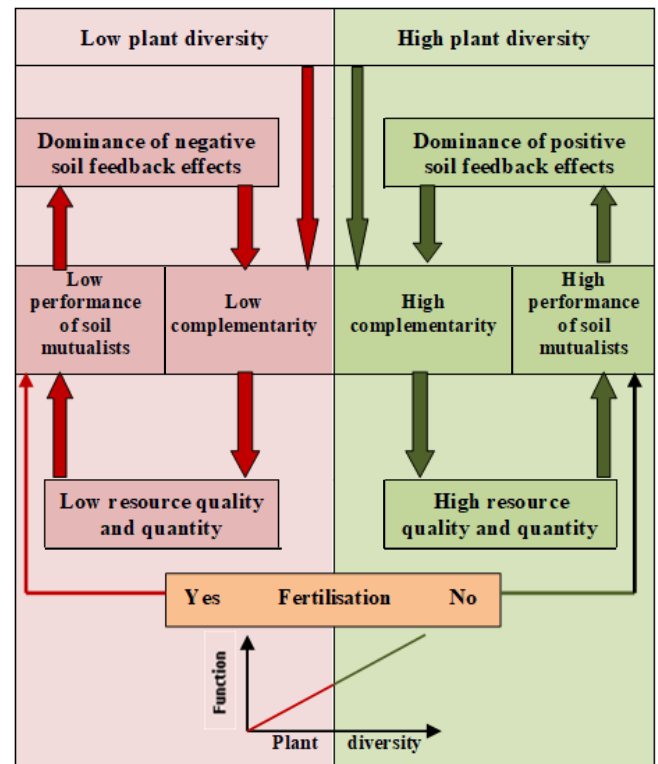 Low plant diversity
High plant diversity
Dominance of negative
soil feedback effects
Dominance of positive
soil feedback effects
Low
performance
of soil
mutualists
Low
complementarity
High
complementarity
High
performance
of soil
mutualists
Low resource quality
and quantity
High resource
quality and quantity
Yes Fertilisation No
Function
Plant diversity